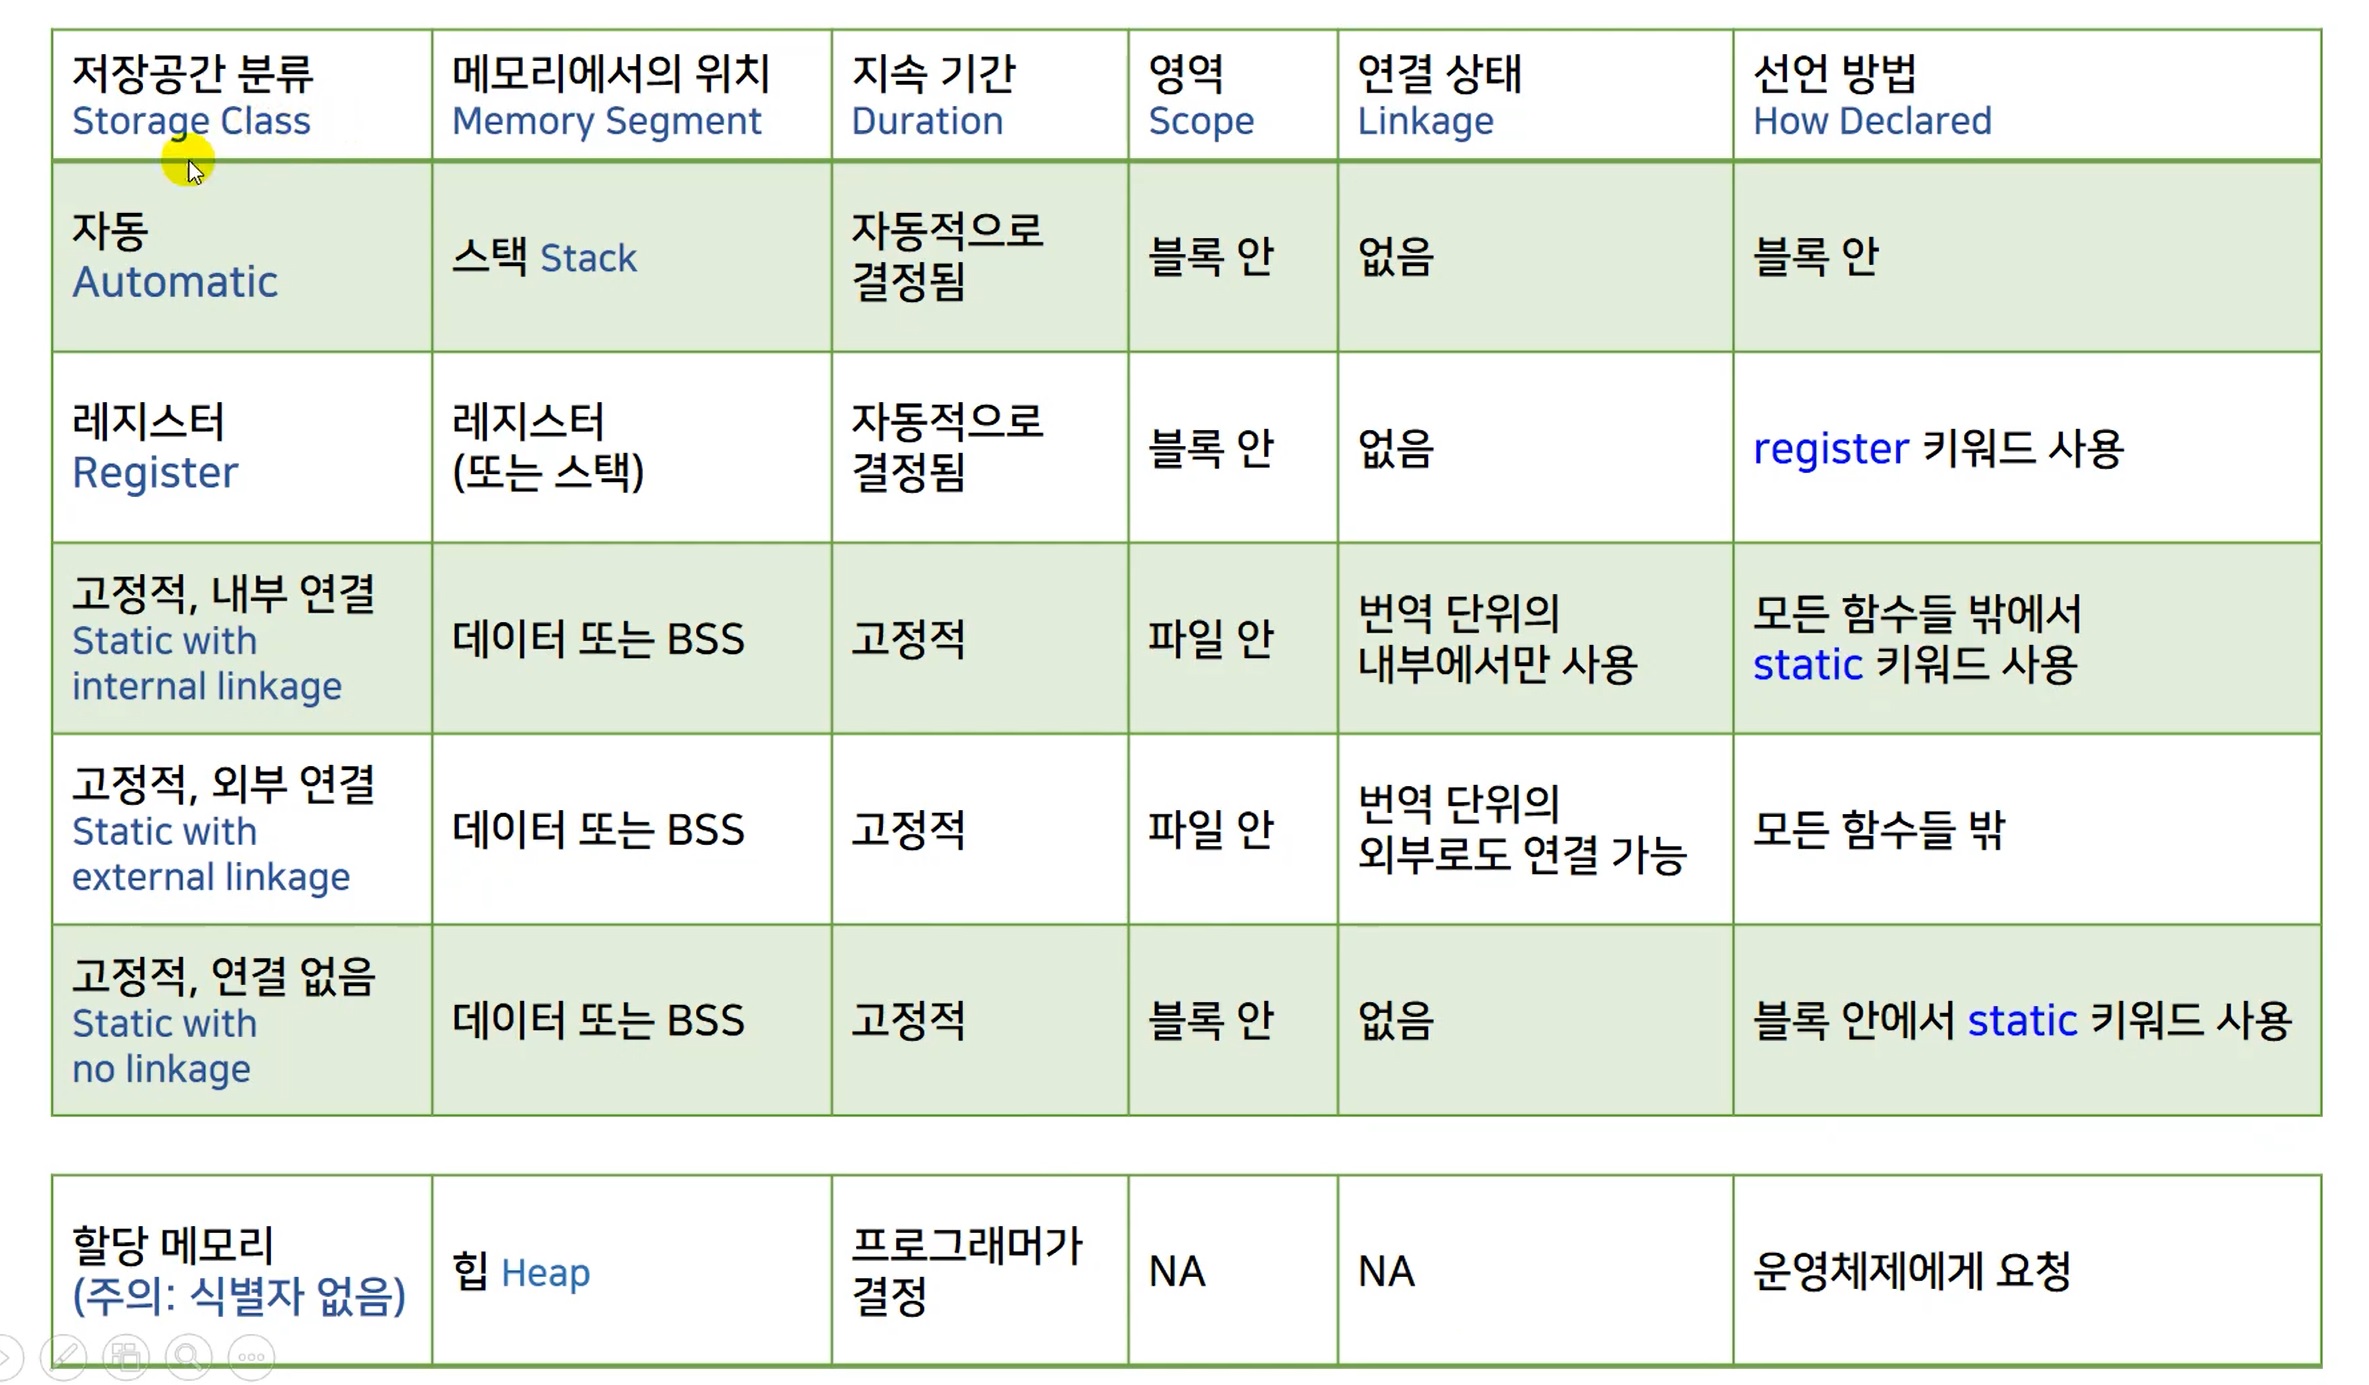 저장공간 분류
Storage Class
메모리에서의 위치
Memory Segment
지속 기간
Duration
영역
Scope
연결 상태
Linkage
선언 방법
How Declared
자동
Automatic
스택 Stack
자동적으로
결정됨
블록 안
없음
블록 안
레지스터
Register
레지스터
(또는 스택)
자동적으로
결정됨
블록 안
없음
register 키워드 사용
고정적, 내부 연결
Static with
internal linkage
데이터 또는 BSS
고정적
파일 안
번역 단위의
내부에서만 사용
모든 함수들 밖에서
static 키워드 사용
고정적, 외부 연결
Static with
external linkage
데이터 또는 BSS
고정적
파일 안
번역 단위의
외부로도 연결 가능
모든 함수들 밖
고정적, 연결 없음
Static with
no linkage
데이터 또는 BSS
고정적
블록 안
없음
블록 안에서 static 키워드 사용
할당 메모리
(주의: 식별자 없음)
힙 Heap
프로그래머가
결정
NA
NA
운영체제에게 요청